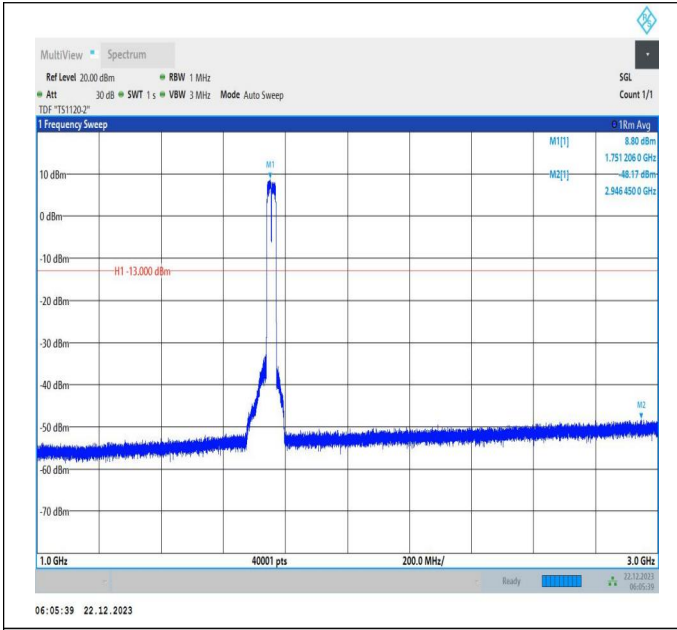 R S
MultiView Spectrum
Ref Level 20.00 dBm RBW 1 MHz SGL
Att 30 dB SWT 1 s VBW 3 MHz Mode Auto Sweep Count 1/1
TDF "TS1120-2"
1 Frequency Sweep 1Rm Avg
M1[1] 8.80 dBm
1.751 206 0 GHz
M2[1] -48.17 dBm
2.946 450 0 GHz
M1
10 dBm
0 dBm
-10 dBm
H1 -13.000 dBm
-20 dBm
-30 dBm
-40 dBm
M2
-50 dBm
-60 dBm
-70 dBm
1.0 GHz 40001 pts 200.0 MHz/ 3.0 GHz
Ready 22.12.2023
06:05:39
06:05:39 22.12.2023